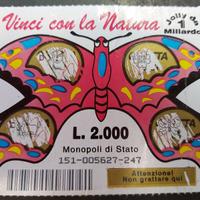 Vinci con la Natura
Jolly da
Miliardo
TA
L. 2.000
Monopoli di Stato
151-005627-247
Attenzione!
Non grattare qui